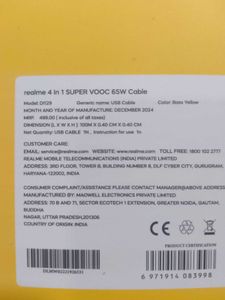 realme 4 in 1 SUPER VOOC 65W Cable
Model: D1129 Generic name: USB Cable Color: Bass Yellow
MONTH AND YEAR OF MANUFACTURE: DECEMBER 2024
MRP: 499.00 (inclusive of all taxes)
DIMENSION (L X W X H) 100M X 0.40 CM X 0.40 CM
Net Quantity: USB CABLE 1N, Instruction for use 1n
CUSTOMER CARE:
EMAIL: service@realme.com WEBSITE: www.realme.com PHONE: 1800 102 2777
REALME MOBILE TELECOMMUNICATIONS (INDIA) PRIVATE LIMITED
ADDRESS: 3RD FLOOR, TOWER B, BUILDING NUMBER 8, DLF CYBER CITY, GURUGRAM,
HARYANA-122002, INDIA
CONSUMER COMPLAINT/ASSISTANCE PLEASE CONTACT MANAGER@ABOVE ADDRESS
MANUFACTURED BY: MADWELL ELECTRONICS PRIVATE LIMITED
ADDRESS: 70 B AND 71, SECTOR ECOTECH 1 EXTENSION, GREATER NOIDA, GAUTAM,
BUDDHA
NAGAR, UTTAR PRADESH,201306
COUNTRY OF ORIGIN INDIA
CE
PRODUCT CERTIFICATION
6 971914 083998